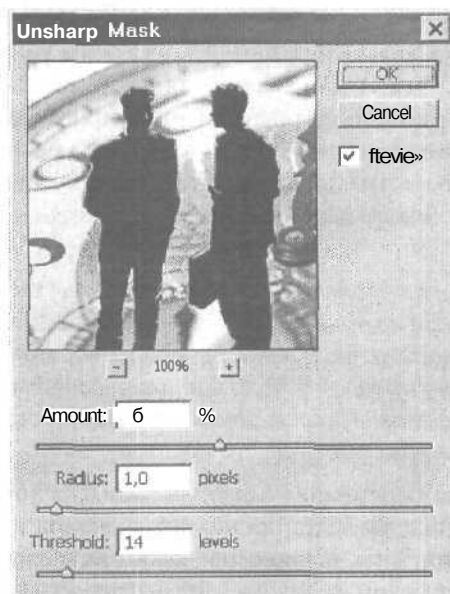 Unsharp Mask
OK
Cancel
ftevie»
100%
Amount: б %
Radius: 1,0 pixels
Threshold: 14 levels